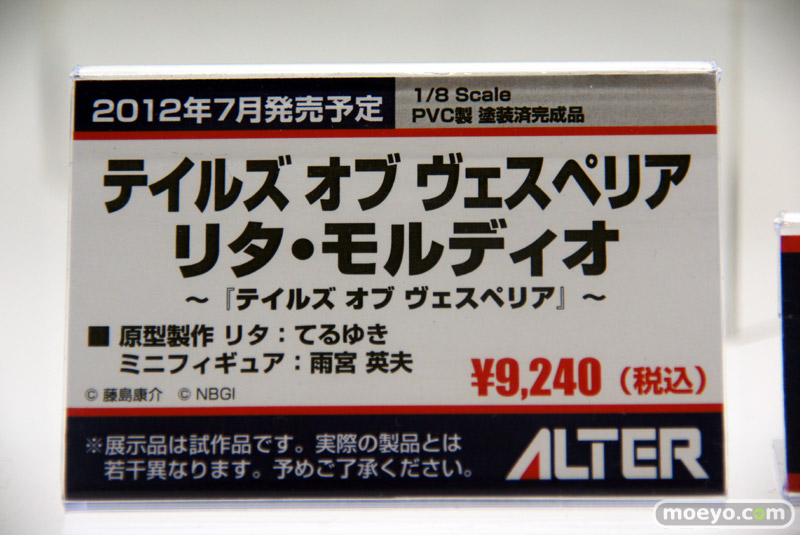 2012年7月発売予定
1/8 Scale
PVC製 塗装済完成品
テイルズ オブ ヴェスペリア
リタ・モルディオ
～『テイルズ オブ ヴェスペリア』～
■ 原型製作 リタ：てるゆき
ミニフィギュア：雨宮 英夫
¥9,240（税込）
© 藤島康介 © NBGI
※展示品は試作品です。実際の製品とは
若干異なります。予めご了承ください。
ALTER
moeyo.com